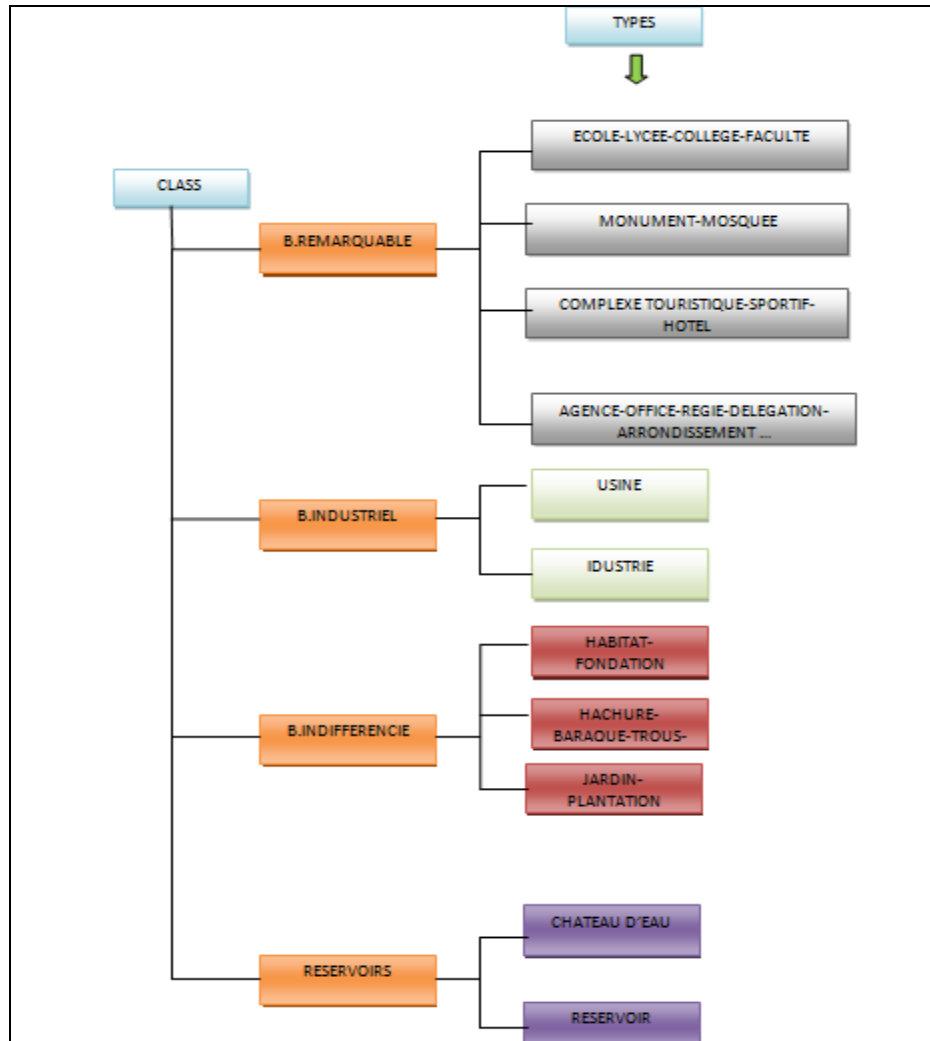 TYPES
ECOLE-LYCEE-COLLEGE-FACULTE
CLASS
MONUMENT-MOSQUEE
B.REMARQUABLE
COMPLEXE TOURISTIQUE-SPORTIF-
HOTEL
AGENCE-OFFICE-REGIE-DELEGATION-
ARRONDISSEMENT ...
USINE
B.INDUSTRIEL
IDUSTRIE
HABITAT-
FONDATION
B.INDIFFERENCIE
HACHURE-
BARAQUE-TROUS-
JARDIN-
PLANTATION
CHATEAU D'EAU
RESERVOIRS
RESERVOIR